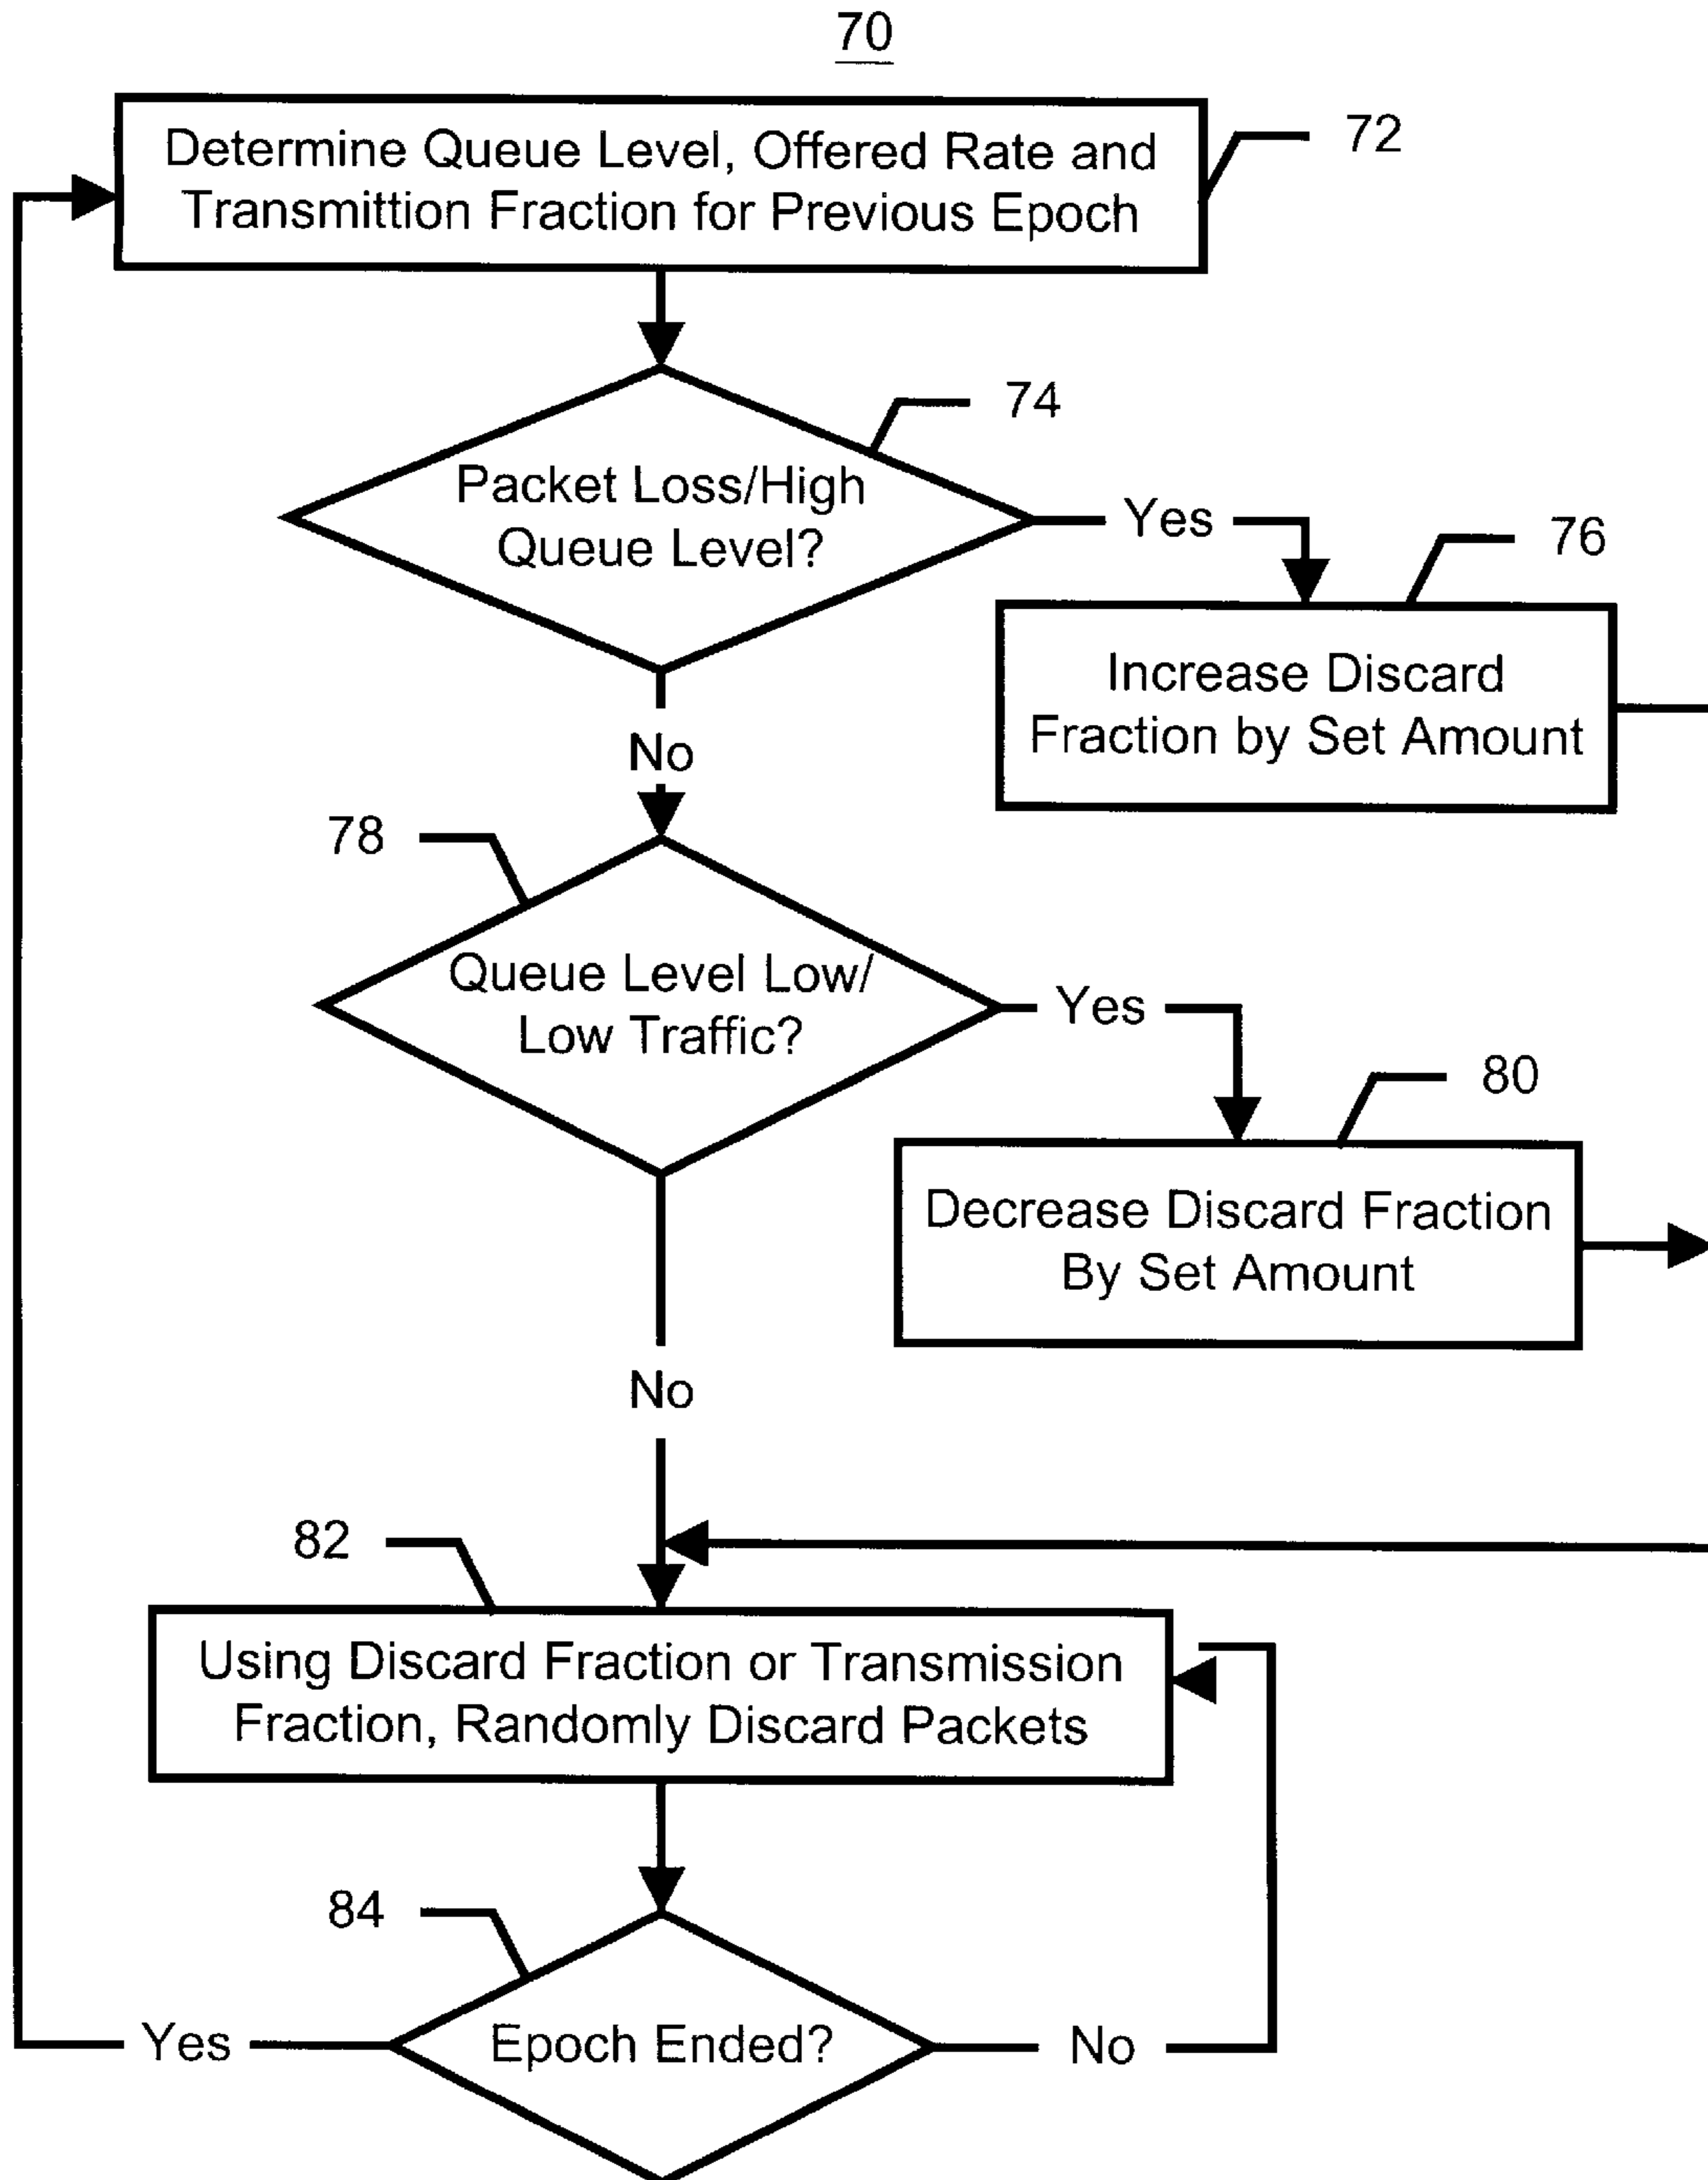 70
Determine Queue Level, Offered Rate and
Transmittion Fraction for Previous Epoch
72
74
Packet Loss/High
Queue Level?
Yes
76
Increase Discard
Fraction by Set Amount
No
78
Queue Level Low/
Low Traffic?
Yes
80
Decrease Discard Fraction
By Set Amount
No
82
Using Discard Fraction or Transmission
Fraction, Randomly Discard Packets
84
Yes
Epoch Ended?
No